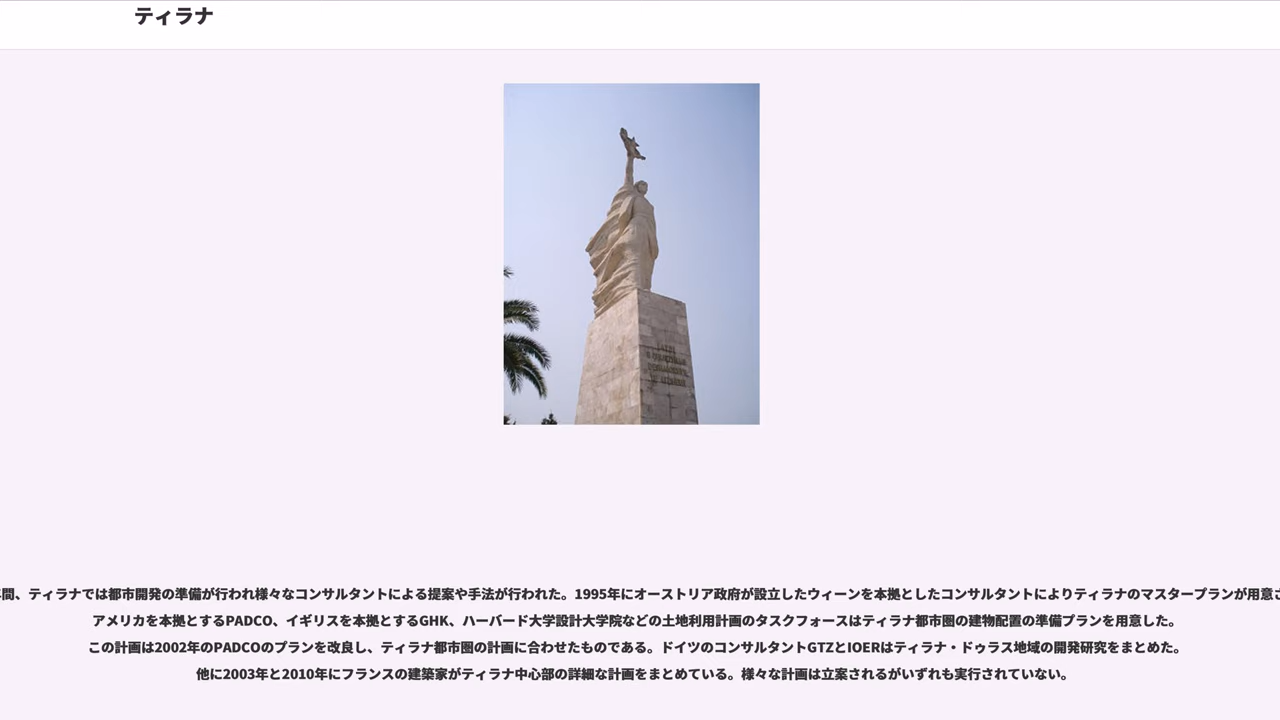 ティラナ
間、ティラナでは都市開発の準備が行われ様々なコンサルタントによる提案や手法が行われた。1995年にオーストリア政府が設立したウィーンを本拠としたコンサルタントによりティラナのマスタープランが用意
アメリカを本拠とするPADCO、イギリスを本拠とするGHK、ハーバード大学設計大学院などの土地利用計画のタスクフォースはティラナ都市圏の建物配置の準備プランを用意した。
この計画は2002年のPADCOのプランを改良し、ティラナ都市圏の計画に合わせたものである。ドイツのコンサルタントGTZとIOERはティラナ・ドゥラス地域の開発研究をまとめた。
他に2003年と2010年にフランスの建築家がティラナ中心部の詳細な計画をまとめている。様々な計画は立案されるがいずれも実行されていない。